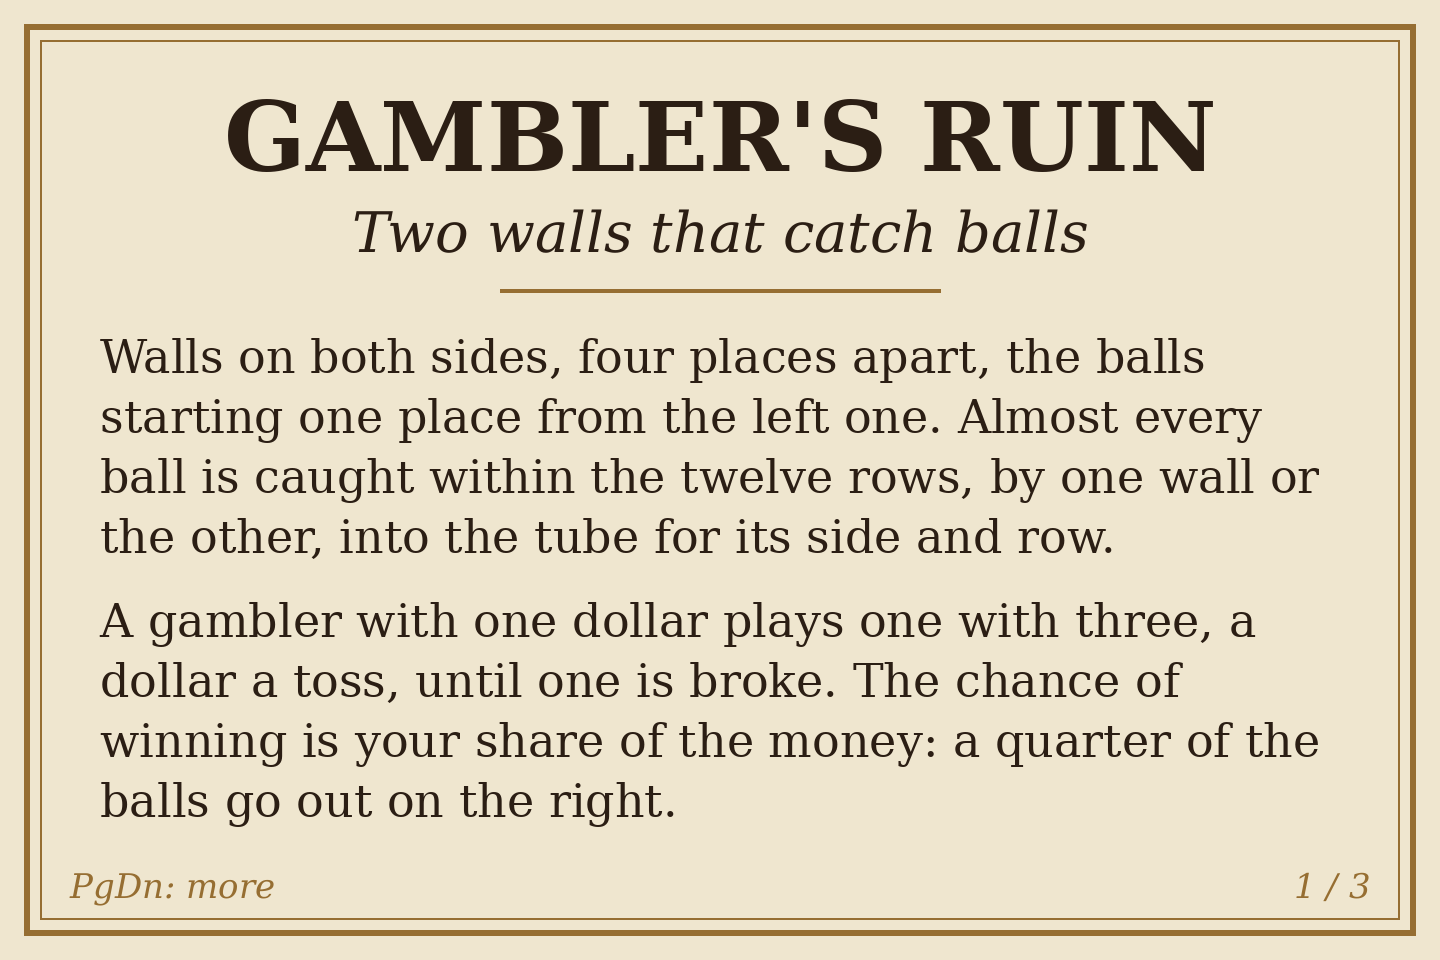 GAMBLER'S RUIN
Two walls that catch balls
Walls on both sides, four places apart, the balls
starting one place from the left one. Almost every
ball is caught within the twelve rows, by one wall or
the other, into the tube for its side and row.
A gambler with one dollar plays one with three, a
dollar a toss, until one is broke. The chance of
winning is your share of the money: a quarter of the
balls go out on the right.
PgDn: more
1 / 3